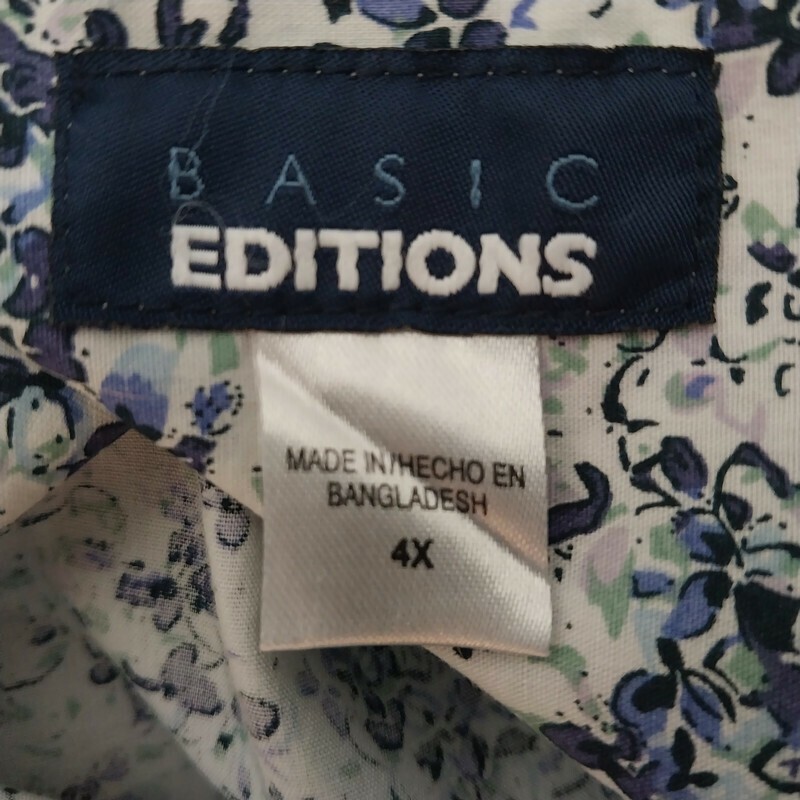 BASIC
EDITIONS
MADE IN/HECHO EN
BANGLADESH
4X